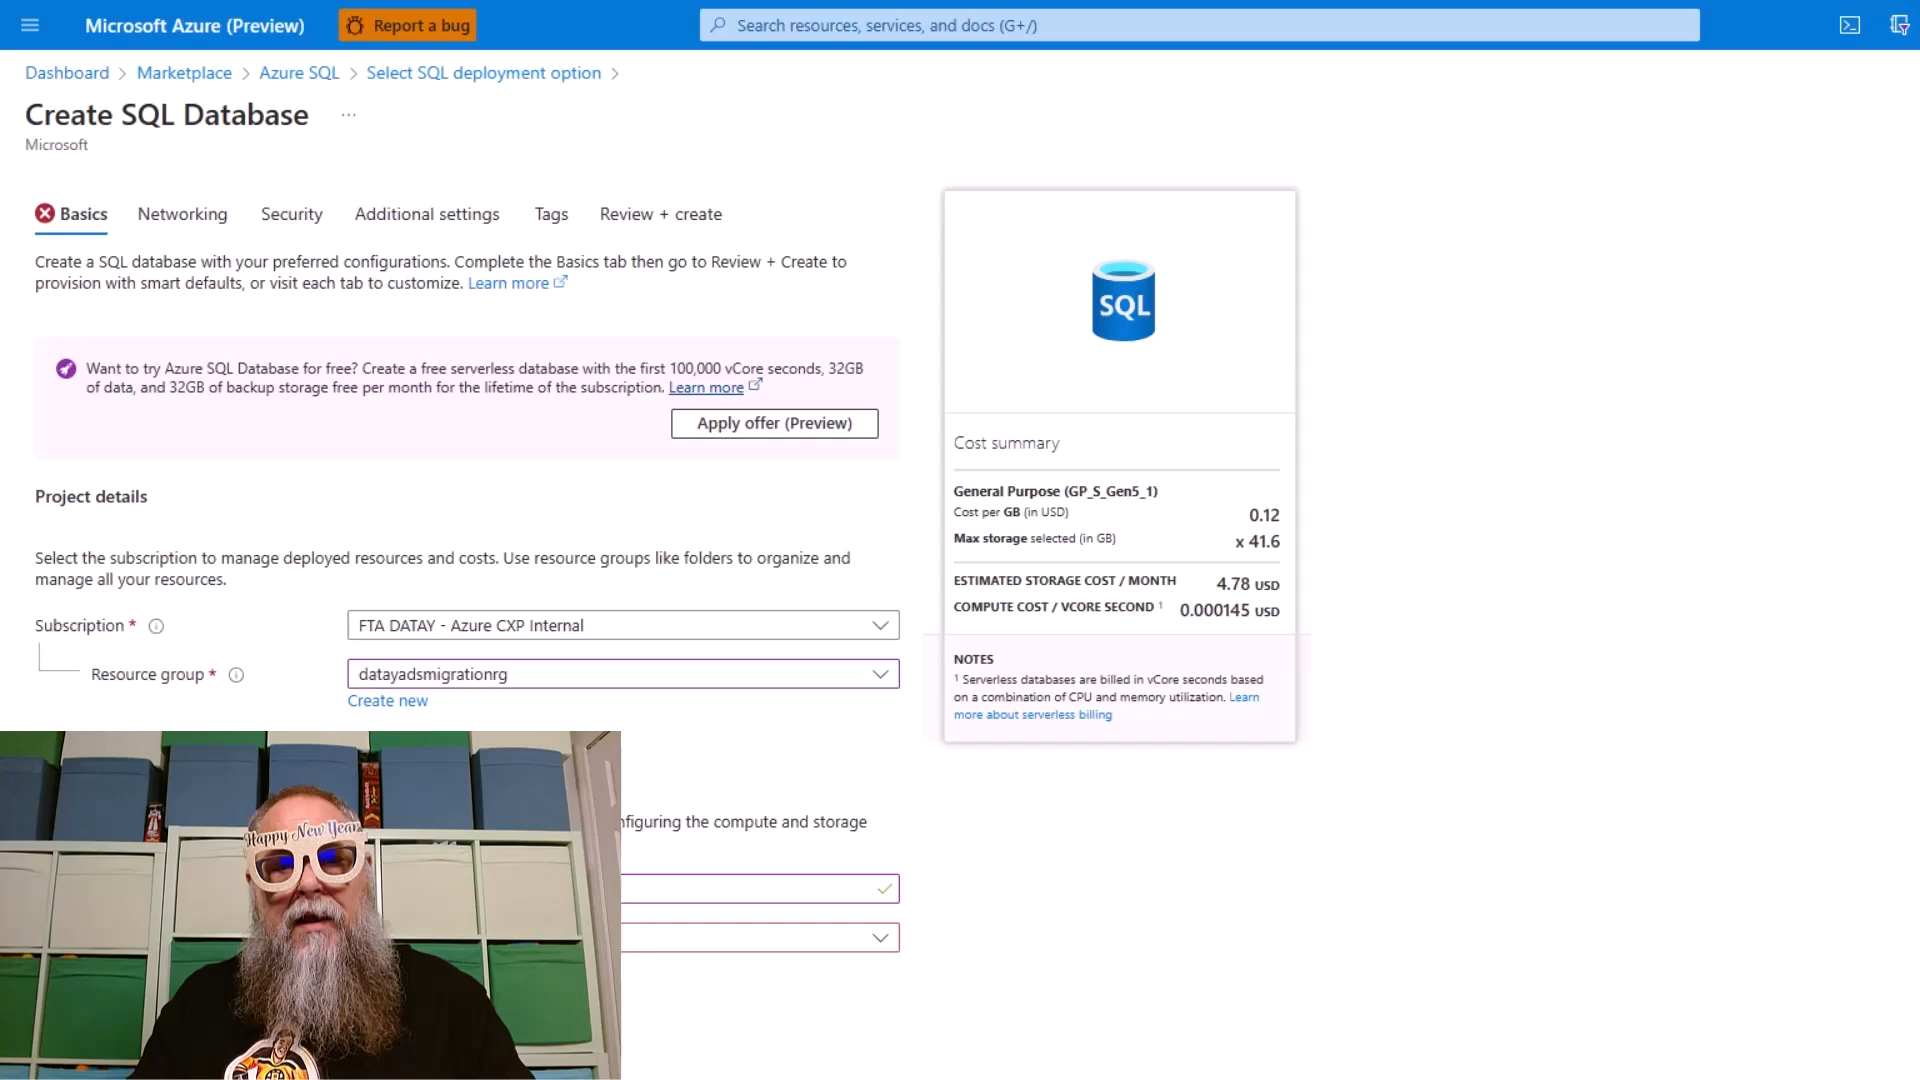 Microsoft Azure (Preview)
Report a bug
Search resources, services, and docs (G+/)
Dashboard > Marketplace > Azure SQL > Select SQL deployment option >
Create SQL Database ...
Microsoft
Basics Networking Security Additional settings Tags Review + create
Create a SQL database with your preferred configurations. Complete the Basics tab then go to Review + Create to
provision with smart defaults, or visit each tab to customize. Learn more
Want to try Azure SQL Database for free? Create a free serverless database with the first 100,000 vCore seconds, 32GB
of data, and 32GB of backup storage free per month for the lifetime of the subscription. Learn more
Apply offer (Preview)
Project details
Select the subscription to manage deployed resources and costs. Use resource groups like folders to organize and
manage all your resources.
Subscription *
FTA DATAY - Azure CXP Internal
Resource group *
datayadsmigrationrg
Create new
nfiguring the compute and storage
Happy New Year
SQL
Cost summary
General Purpose (GP_S_Gen5_1)
Cost per GB (in USD) 0.12
Max storage selected (in GB) x 41.6
ESTIMATED STORAGE COST / MONTH 4.78 USD
COMPUTE COST / VCORE SECOND 1 0.000145 USD
NOTES
1 Serverless databases are billed in vCore seconds based
on a combination of CPU and memory utilization. Learn
more about serverless billing